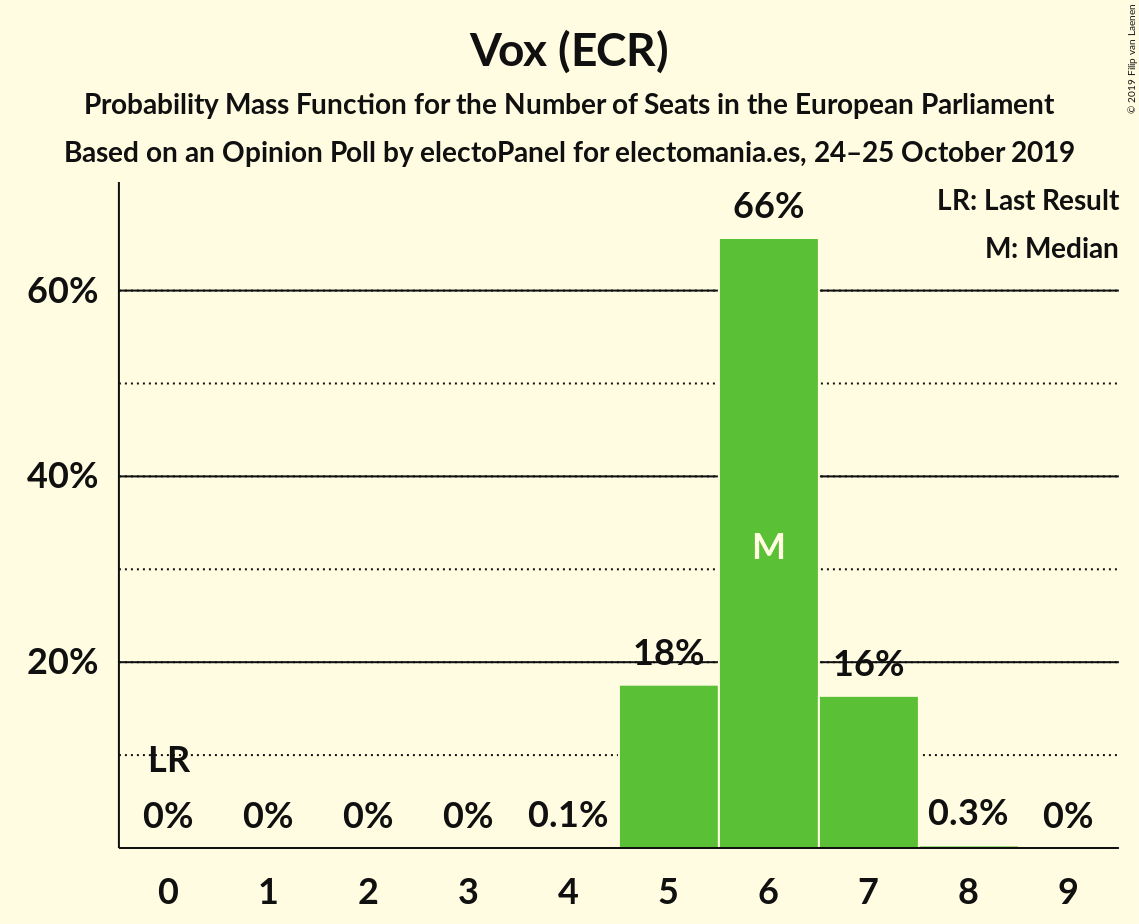 Vox (ECR)
Probability Mass Function for the Number of Seats in the European Parliament
Based on an Opinion Poll by electoPanel for electomania.es, 24–25 October 2019
© 2019 Filip van Laenen
LR: Last Result
M: Median
66%
60%
40%
M
20%
18%
16%
LR
0%
0%
0%
0%
0.1%
0.3%
0%
0 1 2 3 4 5 6 7 8 9